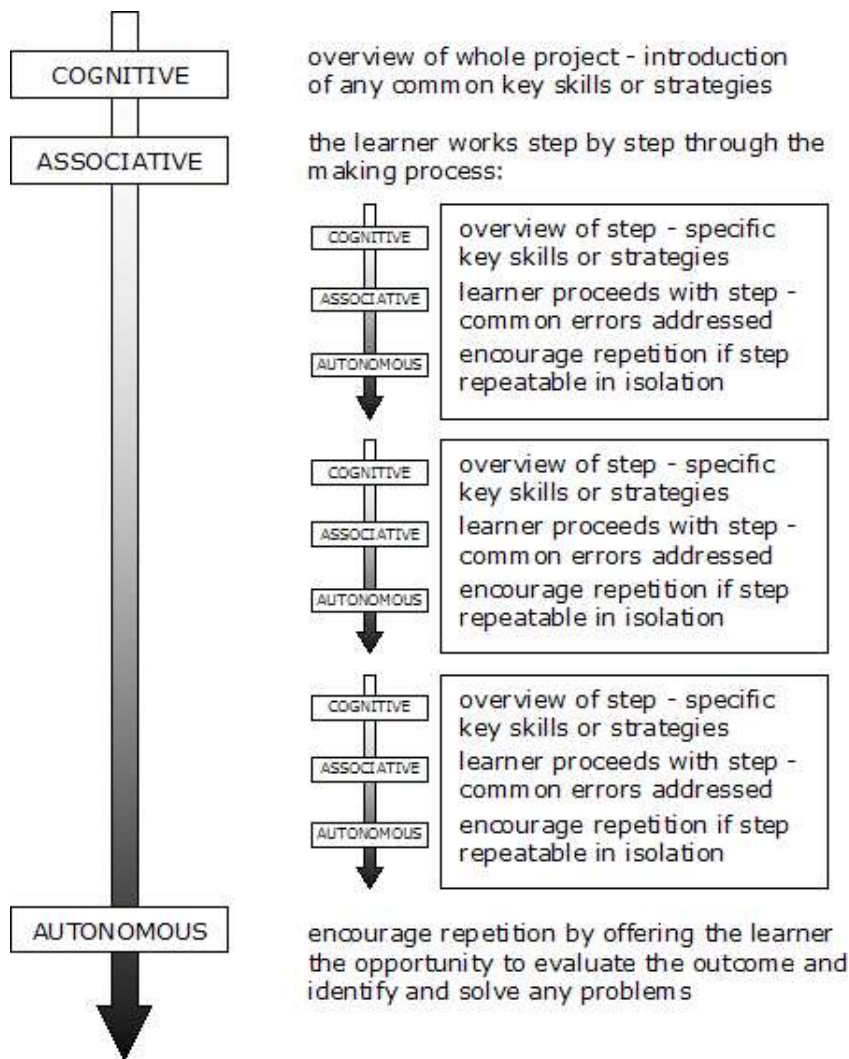 COGNITIVE
overview of whole project - introduction
of any common key skills or strategies
ASSOCIATIVE
the learner works step by step through the
making process:
COGNITIVE
overview of step - specific
key skills or strategies
ASSOCIATIVE
learner proceeds with step -
common errors addressed
AUTONOMOUS
encourage repetition if step
repeatable in isolation
COGNITIVE
overview of step - specific
key skills or strategies
ASSOCIATIVE
learner proceeds with step -
common errors addressed
AUTONOMOUS
encourage repetition if step
repeatable in isolation
COGNITIVE
overview of step - specific
key skills or strategies
ASSOCIATIVE
learner proceeds with step -
common errors addressed
AUTONOMOUS
encourage repetition if step
repeatable in isolation
AUTONOMOUS
encourage repetition by offering the learner
the opportunity to evaluate the outcome and
identify and solve any problems